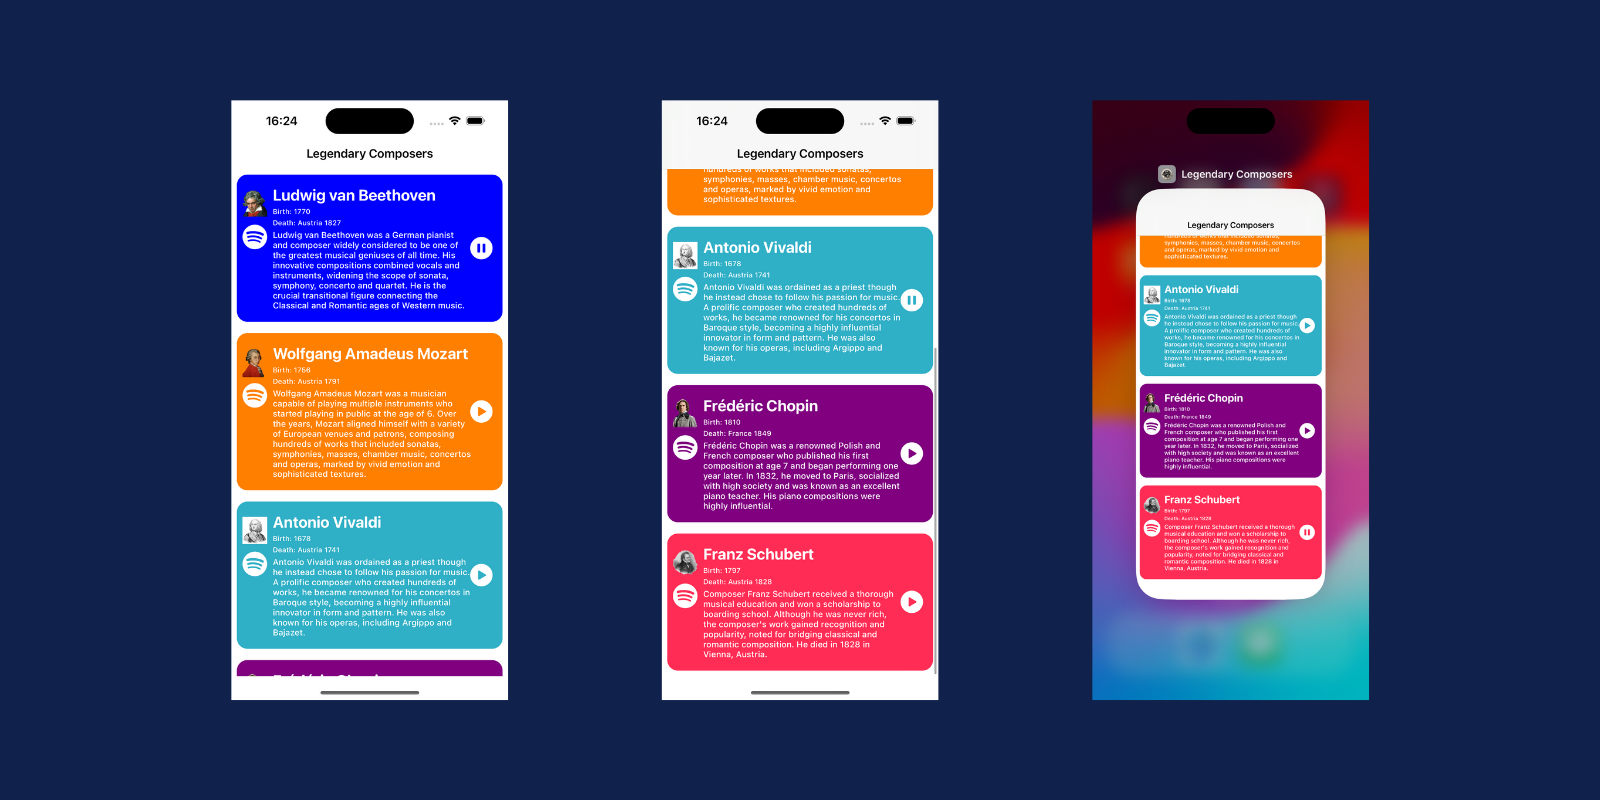 16:24
Legendary Composers
Ludwig van Beethoven
Birth: 1770
Death: Austria 1827
Ludwig van Beethoven was a German pianist
and composer widely considered to be one of
the greatest musical geniuses of all time. His
innovative compositions combined vocals and
instruments, widening the scope of sonata,
symphony, concerto and quartet. He is the
crucial transitional figure connecting the
Classical and Romantic ages of Western music.
Wolfgang Amadeus Mozart
Birth: 1756
Death: Austria 1791
Wolfgang Amadeus Mozart was a musician
capable of playing multiple instruments who
started playing in public at the age of 6. Over
the years, Mozart aligned himself with a variety
of European venues and patrons, composing
hundreds of works that included sonatas,
symphonies, masses, chamber music, concertos
and operas, marked by vivid emotion and
sophisticated textures.
Antonio Vivaldi
Birth: 1678
Death: Austria 1741
Antonio Vivaldi was ordained as a priest though
he instead chose to follow his passion for music.
A prolific composer who created hundreds of
works, he became renowned for his concertos in
Baroque style, becoming a highly influential
innovator in form and pattern. He was also
known for his operas, including Argippo and
Bajazet.
16:24
Legendary Composers
hundreds of works that included sonatas,
symphonies, masses, chamber music, concertos
and operas, marked by vivid emotion and
sophisticated textures.
Antonio Vivaldi
Birth: 1678
Death: Austria 1741
Antonio Vivaldi was ordained as a priest though
he instead chose to follow his passion for music.
A prolific composer who created hundreds of
works, he became renowned for his concertos in
Baroque style, becoming a highly influential
innovator in form and pattern. He was also
known for his operas, including Argippo and
Bajazet.
Frédéric Chopin
Birth: 1810
Death: France 1849
Frédéric Chopin was a renowned Polish and
French composer who published his first
composition at age 7 and began performing one
year later. In 1832, he moved to Paris, socialized
with high society and was known as an excellent
piano teacher. His piano compositions were
highly influential.
Franz Schubert
Birth: 1797
Death: Austria 1828
Composer Franz Schubert received a thorough
musical education and won a scholarship to
boarding school. Although he was never rich,
the composer's work gained recognition and
popularity, noted for bridging classical and
romantic composition. He died in 1828 in
Vienna, Austria.
Legendary Composers
Legendary Composers
hundreds of works that included sonatas,
symphonies, masses, chamber music, concertos
and operas, marked by vivid emotion and
sophisticated textures.
Antonio Vivaldi
Birth: 1678
Death: Austria 1741
Antonio Vivaldi was ordained as a priest though
he instead chose to follow his passion for music.
A prolific composer who created hundreds of
works, he became renowned for his concertos in
Baroque style, becoming a highly influential
innovator in form and pattern. He was also
known for his operas, including Argippo and
Bajazet.
Frédéric Chopin
Birth: 1810
Death: France 1849
Frédéric Chopin was a renowned Polish and
French composer who published his first
composition at age 7 and began performing one
year later. In 1832, he moved to Paris, socialized
with high society and was known as an excellent
piano teacher. His piano compositions were
highly influential.
Franz Schubert
Birth: 1797
Death: Austria 1828
Composer Franz Schubert received a thorough
musical education and won a scholarship to
boarding school. Although he was never rich,
the composer's work gained recognition and
popularity, noted for bridging classical and
romantic composition. He died in 1828 in
Vienna, Austria.